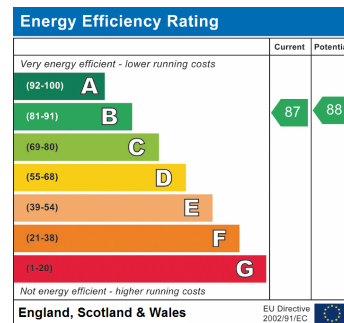 Energy Efficiency Rating
Current Potentia
Very energy efficient - lower running costs
(92-100) A
(81-91) B
87
88
(69-80) C
(55-68) D
(39-54) E
(21-38) F
(1-20) G
Not energy efficient - higher running costs
England, Scotland & Wales
EU Directive
2002/91/EC